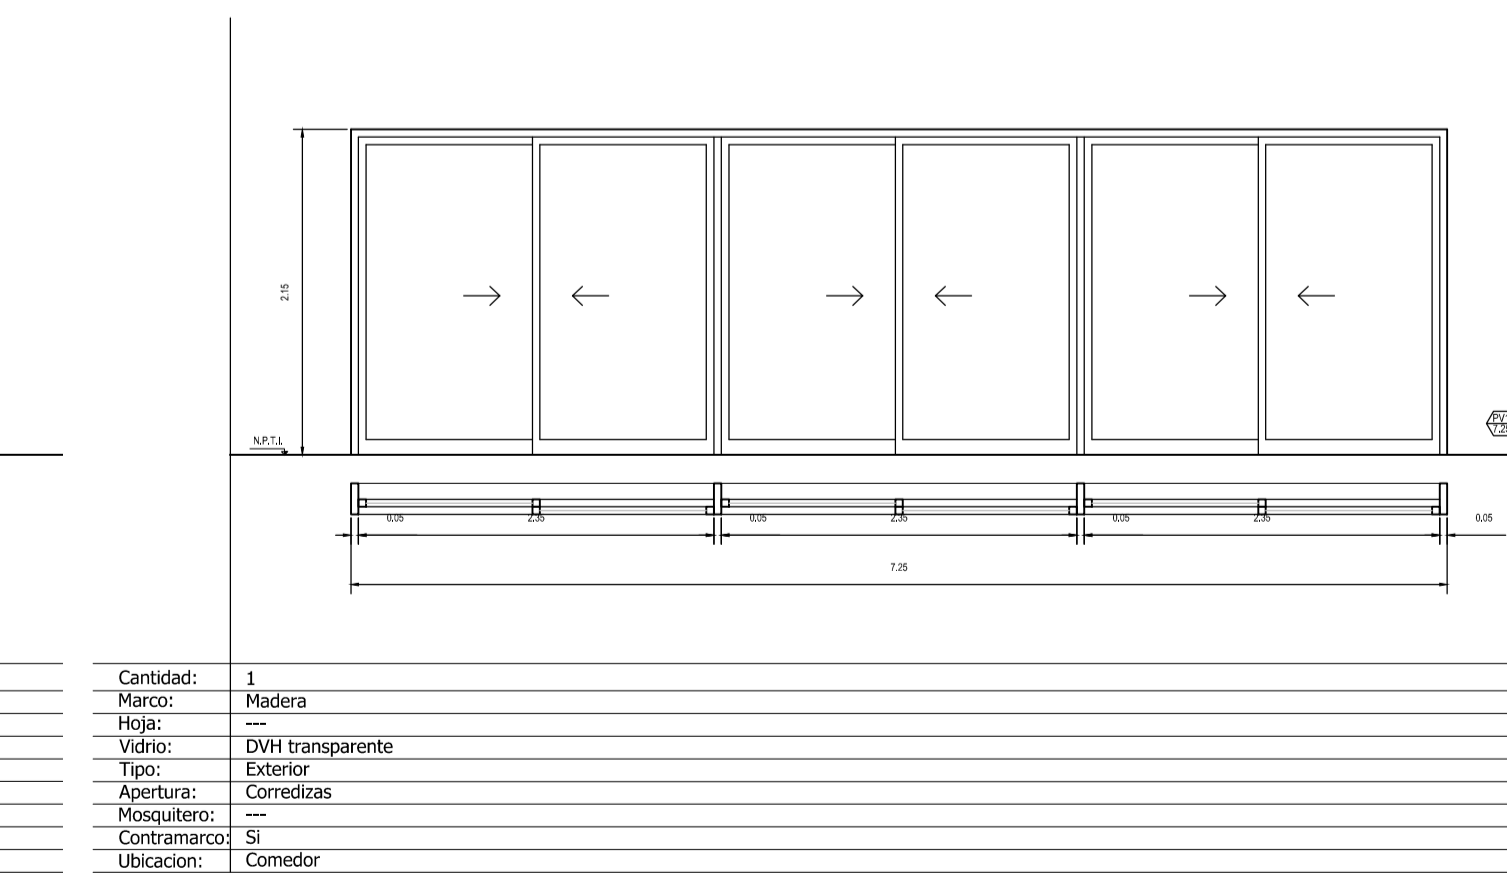 2.15
N.P.T.I.
0.05 2.35 0.05 2.35 0.05 2.35 0.05
7.25
Cantidad: 1
Marco: Madera
Hoja: ---
Vidrio: DVH transparente
Tipo: Exterior
Apertura: Corredizas
Mosquitero: ---
Contramarco: Si
Ubicacion: Comedor